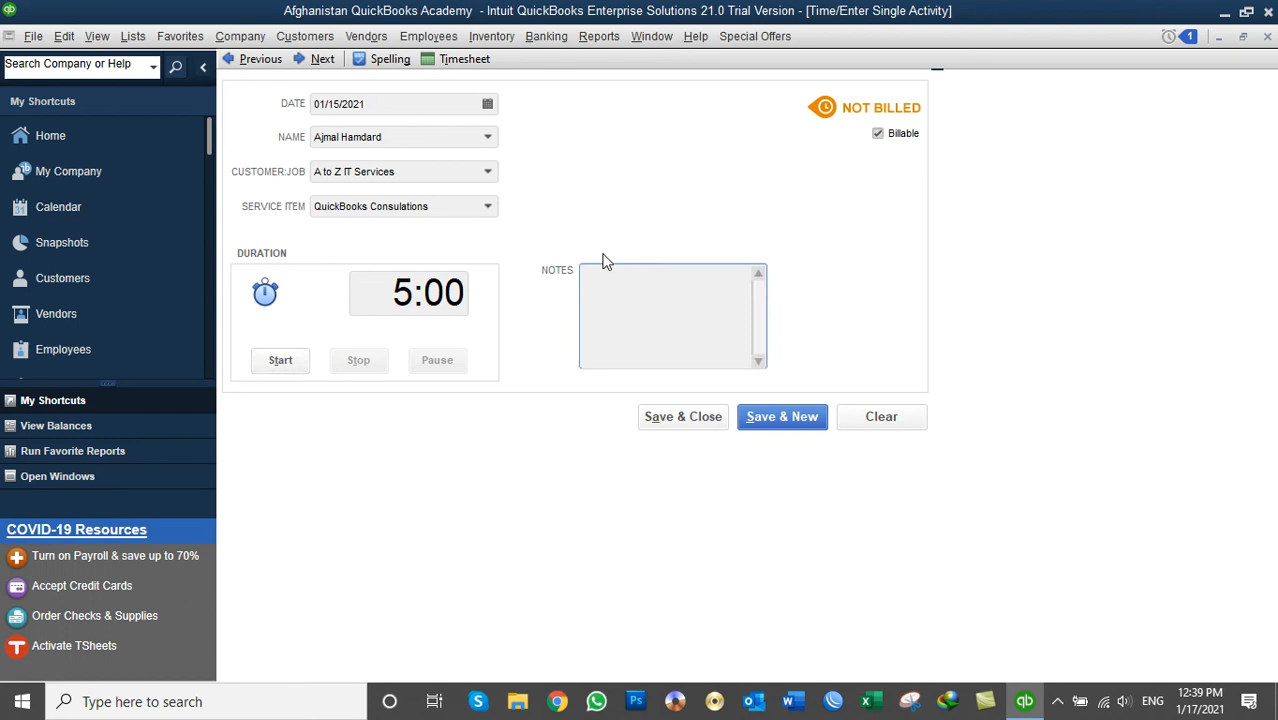 qb Afghanistan QuickBooks Academy - Intuit QuickBooks Enterprise Solutions 21.0 Trial Version - [Time/Enter Single Activity]
File Edit View Lists Favorites Company Customers Vendors Employees Inventory Banking Reports Window Help Special Offers 1
Search Company or Help
Previous Next Spelling Timesheet
My Shortcuts
Home
My Company
Calendar
Snapshots
Customers
Vendors
Employees
My Shortcuts
View Balances
Run Favorite Reports
Open Windows
COVID-19 Resources
Turn on Payroll & save up to 70%
Accept Credit Cards
Order Checks & Supplies
Activate TSheets
DATE 01/15/2021
NAME Ajmal Hamdard
CUSTOMER:JOB A to Z IT Services
SERVICE ITEM QuickBooks Consulations
NOT BILLED
Billable
DURATION
5:00
Start Stop Pause
NOTES
Save & Close Save & New Clear
Type here to search
ENG
12:39 PM
1/17/2021